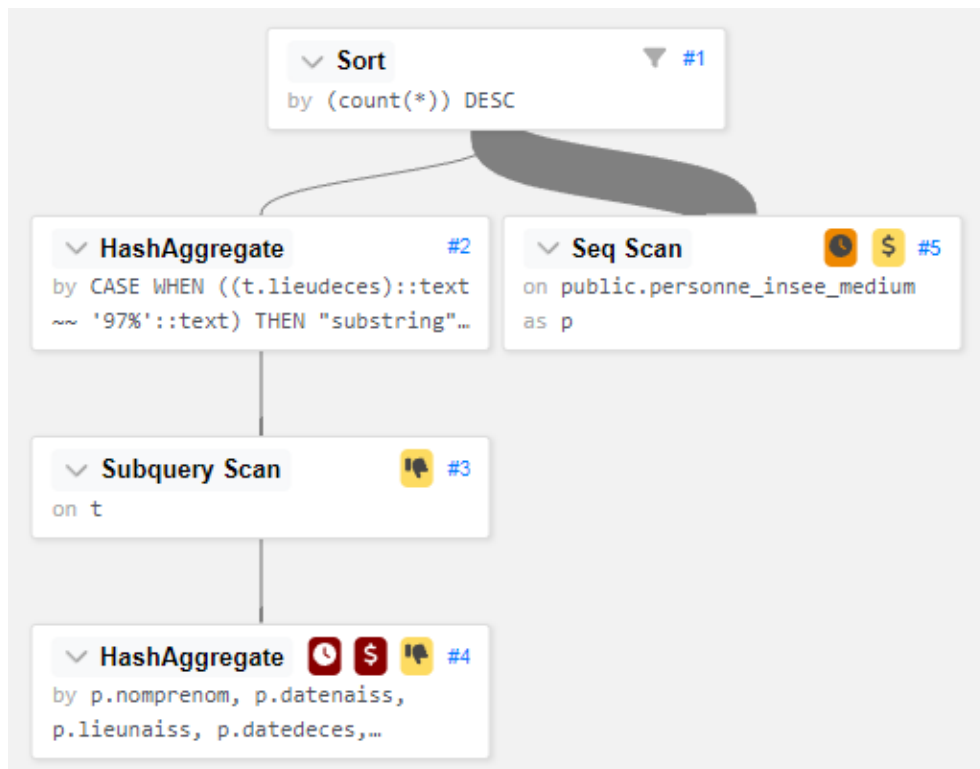 Sort #1
by (count(*)) DESC
HashAggregate #2
by CASE WHEN ((t.lieudeces)::text
~~ '97%'::text) THEN "substring"…
Seq Scan $ #5
on public.personne_insee_medium
as p
Subquery Scan #3
on t
HashAggregate $ #4
by p.nomprenom, p.datenaiss,
p.lieunaiss, p.datedeces,…